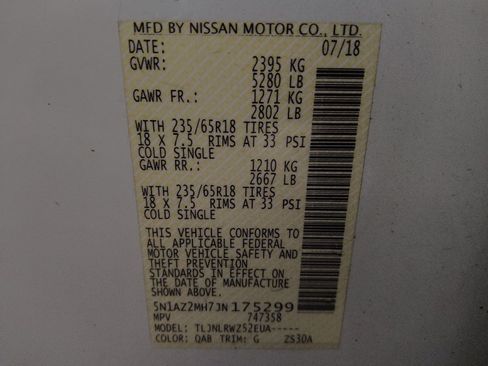 MFD BY NISSAN MOTOR CO., LTD.
DATE: 07/18
GVWR: 2395 KG
5280 LB
GAWR FR.: 1271 KG
2802 LB
WITH 235/65R18 TIRES
18 X 7.5 RIMS AT 33 PSI
COLD SINGLE
GAWR RR.: 1210 KG
2667 LB
WITH 235/65R18 TIRES
18 X 7.5 RIMS AT 33 PSI
COLD SINGLE
THIS VEHICLE CONFORMS TO
ALL APPLICABLE FEDERAL
MOTOR VEHICLE SAFETY AND
THEFT PREVENTION
STANDARDS IN EFFECT ON
THE DATE OF MANUFACTURE
SHOWN ABOVE.
5N1AZ2MH7JN175299
MPV 747358
MODEL: TLJNLRWZ52EUA-----
COLOR: QAB TRIM: G ZS30A